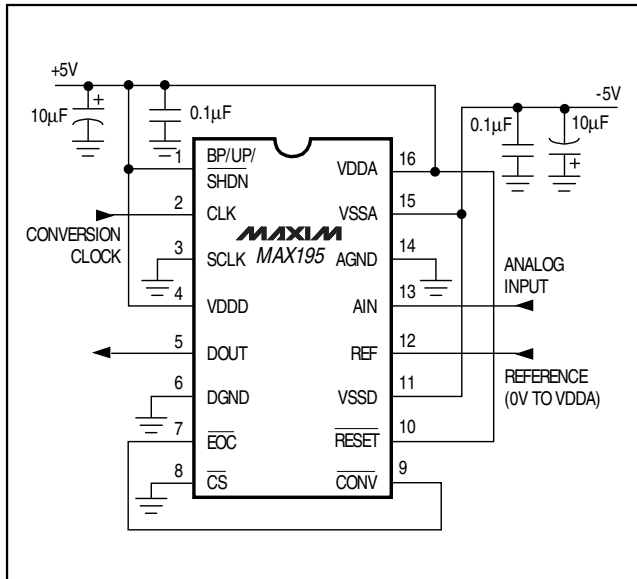 +5V
-5V
10µF
+
0.1µF
0.1µF
10µF
+
1 BP/UP/
SHDN
VDDA 16
2 CLK
VSSA 15
CONVERSION
CLOCK
MAXIM
MAX195
3 SCLK
AGND 14
ANALOG
INPUT
4 VDDD
AIN 13
5 DOUT
REF 12
REFERENCE
(0V TO VDDA)
6 DGND
VSSD 11
7 EOC
RESET 10
8 CS
CONV 9